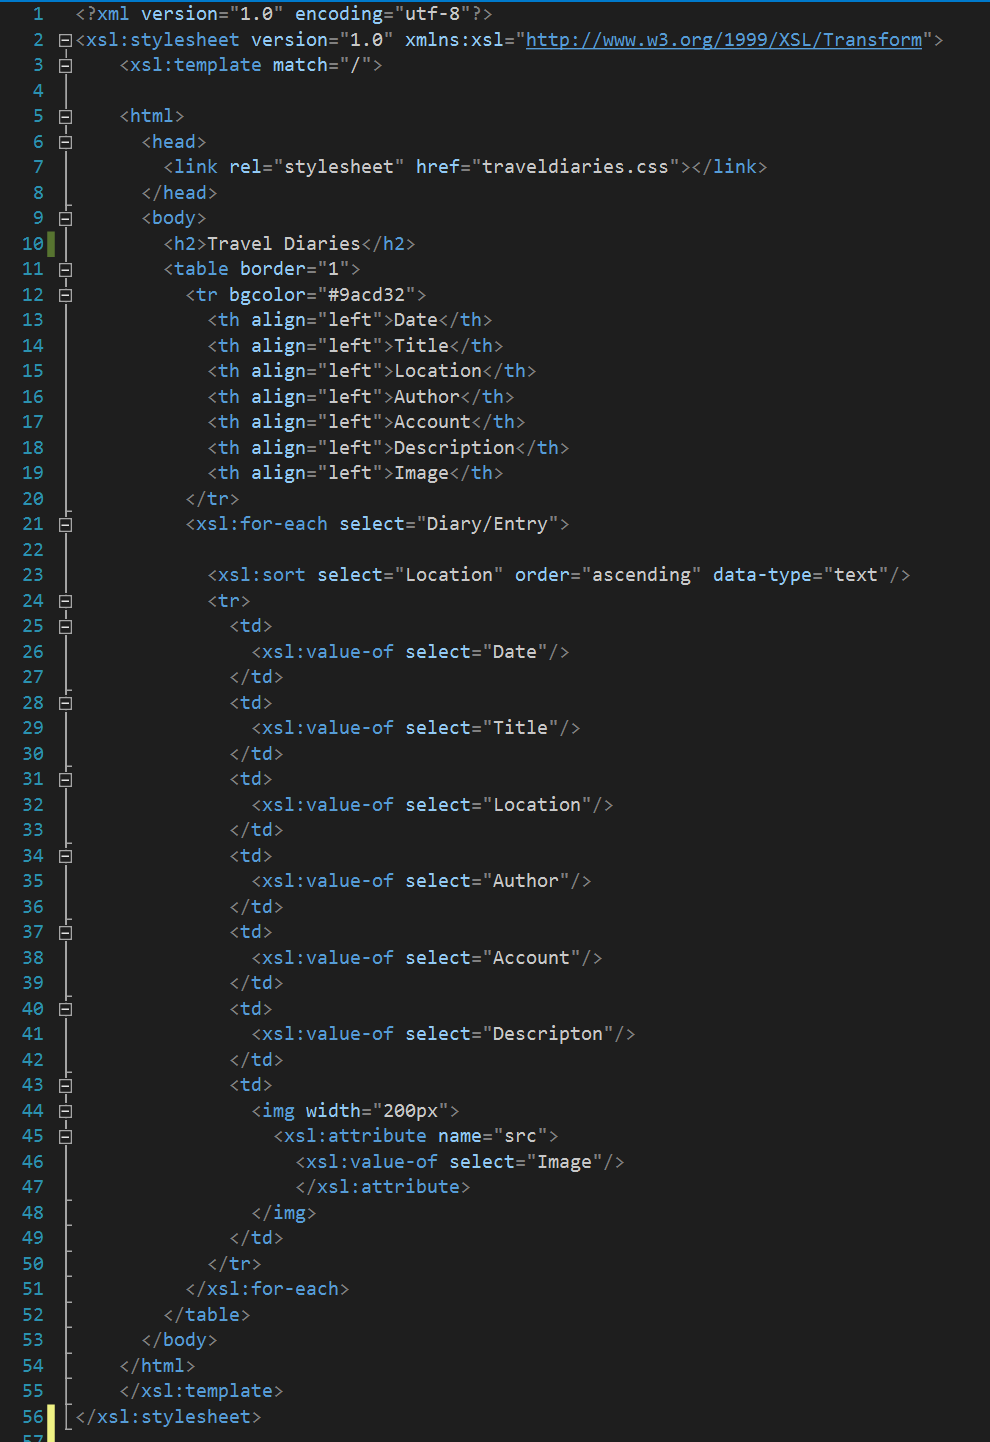 1 <?xml version="1.0" encoding="utf-8"?>
2 <xsl:stylesheet version="1.0" xmlns:xsl="http://www.w3.org/1999/XSL/Transform">
3 <xsl:template match="/">
4
5 <html>
6 <head>
7 <link rel="stylesheet" href="traveldiaries.css"></link>
8 </head>
9 <body>
10 <h2>Travel Diaries</h2>
11 <table border="1">
12 <tr bgcolor="#9acd32">
13 <th align="left">Date</th>
14 <th align="left">Title</th>
15 <th align="left">Location</th>
16 <th align="left">Author</th>
17 <th align="left">Account</th>
18 <th align="left">Description</th>
19 <th align="left">Image</th>
20 </tr>
21 <xsl:for-each select="Diary/Entry">
22
23 <xsl:sort select="Location" order="ascending" data-type="text"/>
24 <tr>
25 <td>
26 <xsl:value-of select="Date"/>
27 </td>
28 <td>
29 <xsl:value-of select="Title"/>
30 </td>
31 <td>
32 <xsl:value-of select="Location"/>
33 </td>
34 <td>
35 <xsl:value-of select="Author"/>
36 </td>
37 <td>
38 <xsl:value-of select="Account"/>
39 </td>
40 <td>
41 <xsl:value-of select="Descripton"/>
42 </td>
43 <td>
44 <img width="200px">
45 <xsl:attribute name="src">
46 <xsl:value-of select="Image"/>
47 </xsl:attribute>
48 </img>
49 </td>
50 </tr>
51 </xsl:for-each>
52 </table>
53 </body>
54 </html>
55 </xsl:template>
56 </xsl:stylesheet>
57